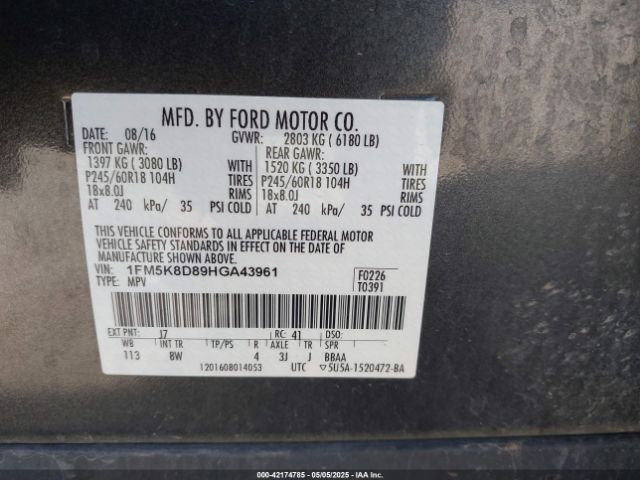 MFD. BY FORD MOTOR CO.
DATE: 08/16 GVWR: 2803 KG ( 6180 LB)
FRONT GAWR: REAR GAWR:
1397 KG ( 3080 LB) WITH 1520 KG ( 3350 LB) WITH
P245/60R18 104H TIRES P245/60R18 104H TIRES
18x8.0J RIMS 18x8.0J RIMS
AT 240 kPa/ 35 PSI COLD AT 240 kPa/ 35 PSI COLD
THIS VEHICLE CONFORMS TO ALL APPLICABLE FEDERAL MOTOR
VEHICLE SAFETY STANDARDS IN EFFECT ON THE DATE OF
MANUFACTURE SHOWN ABOVE.
VIN: 1FM5K8D89HGA43961 F0226
TYPE: MPV T0391
EXT PNT: J7 RC: 41 DSO:
WB INT TR TP/PS R AXLE TR SPR
113 8W 4 3J J BBAA
1201608014053 UTC ▽5U5A-1520472-BA
000-42174785 - 05/05/2025 - IAA Inc.